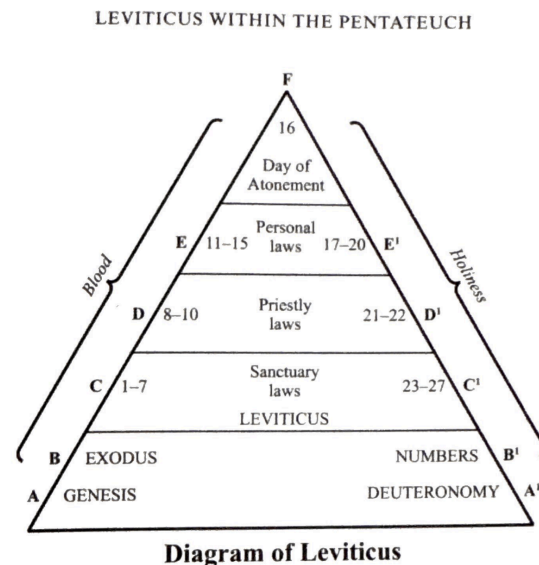 LEVITICUS WITHIN THE PENTATEUCH
F
16
Day of
Atonement
Blood
Holiness
E 11–15 Personal laws 17–20 E¹
D 8–10 Priestly laws 21–22 D¹
C 1–7 Sanctuary laws 23–27 C¹
LEVITICUS
B EXODUS NUMBERS B¹
A GENESIS DEUTERONOMY A¹
Diagram of Leviticus